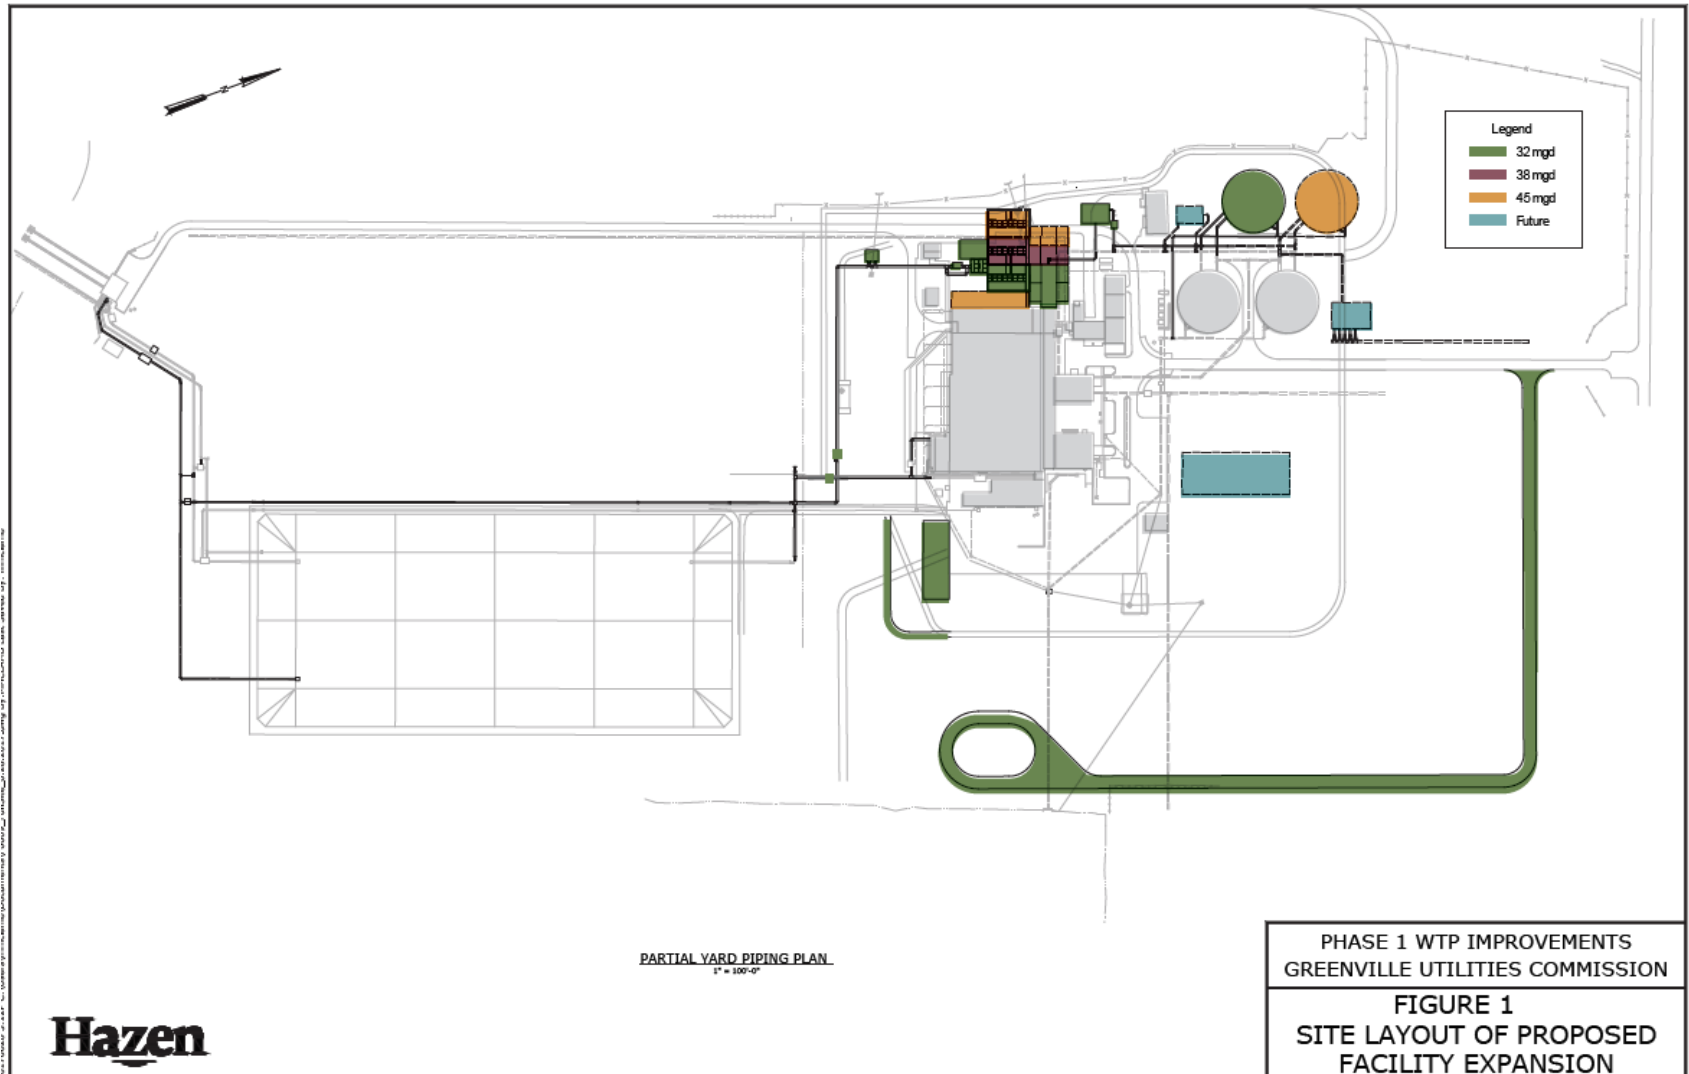 N
Legend
32 mgd
38 mgd
45 mgd
Future
PARTIAL YARD PIPING PLAN
1" = 100'-0"
PHASE 1 WTP IMPROVEMENTS
GREENVILLE UTILITIES COMMISSION
FIGURE 1
SITE LAYOUT OF PROPOSED
FACILITY EXPANSION
Hazen